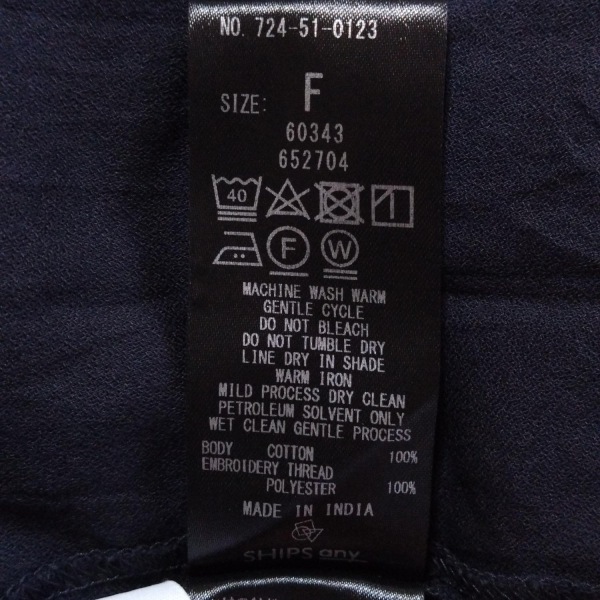 NO. 724-51-0123
SIZE: F
60343
652704
40
F W
MACHINE WASH WARM
GENTLE CYCLE
DO NOT BLEACH
DO NOT TUMBLE DRY
LINE DRY IN SHADE
WARM IRON
MILD PROCESS DRY CLEAN
PETROLEUM SOLVENT ONLY
WET CLEAN GENTLE PROCESS
BODY COTTON 100%
EMBROIDERY THREAD
POLYESTER 100%
MADE IN INDIA
SHIPS any